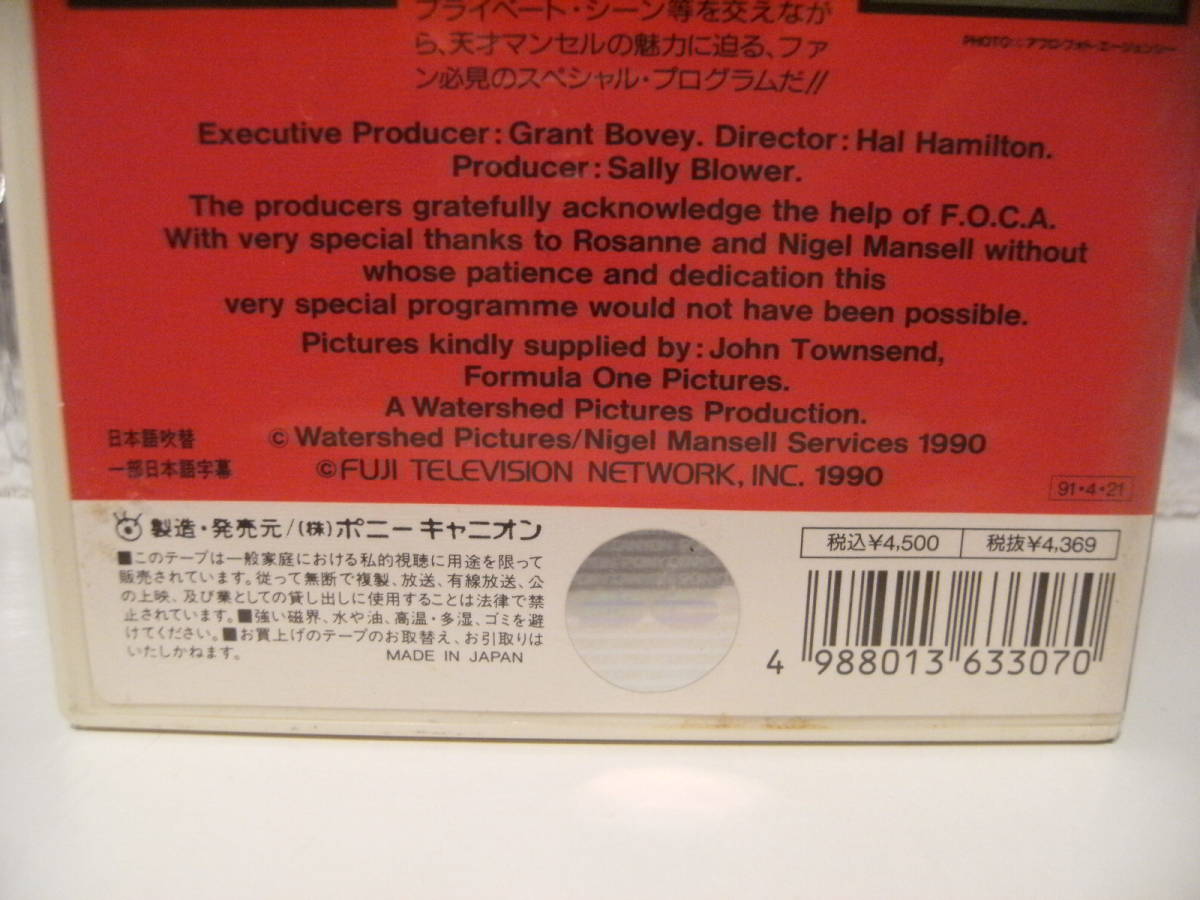 プライベート・シーン等を交えなが
ら、天才マンセルの魅力に迫る、ファ
ン必見のスペシャル・プログラムだ!!
PHOTO:アフロ・フォト・エージェンシー
Executive Producer: Grant Bovey. Director: Hal Hamilton.
Producer: Sally Blower.
The producers gratefully acknowledge the help of F.O.C.A.
With very special thanks to Rosanne and Nigel Mansell without
whose patience and dedication this
very special programme would not have been possible.
Pictures kindly supplied by: John Townsend,
Formula One Pictures.
A Watershed Pictures Production.
日本語吹替
© Watershed Pictures/Nigel Mansell Services 1990
一部日本語字幕
© FUJI TELEVISION NETWORK, INC. 1990
91・4・21
製造・発売元/(株)ポニーキャニオン
■このテープは一般家庭における私的視聴に用途を限って
販売されています。従って無断で複製、放送、有線放送、公
の上映、及び業としての貸し出しに使用することは法律で禁
止されています。■強い磁界、水や油、高温・多湿、ゴミを避
けてください。■お買上げのテープのお取替え、お引取りは
いたしかねます。
MADE IN JAPAN
税込¥4,500 税抜¥4,369
4 988013 633070